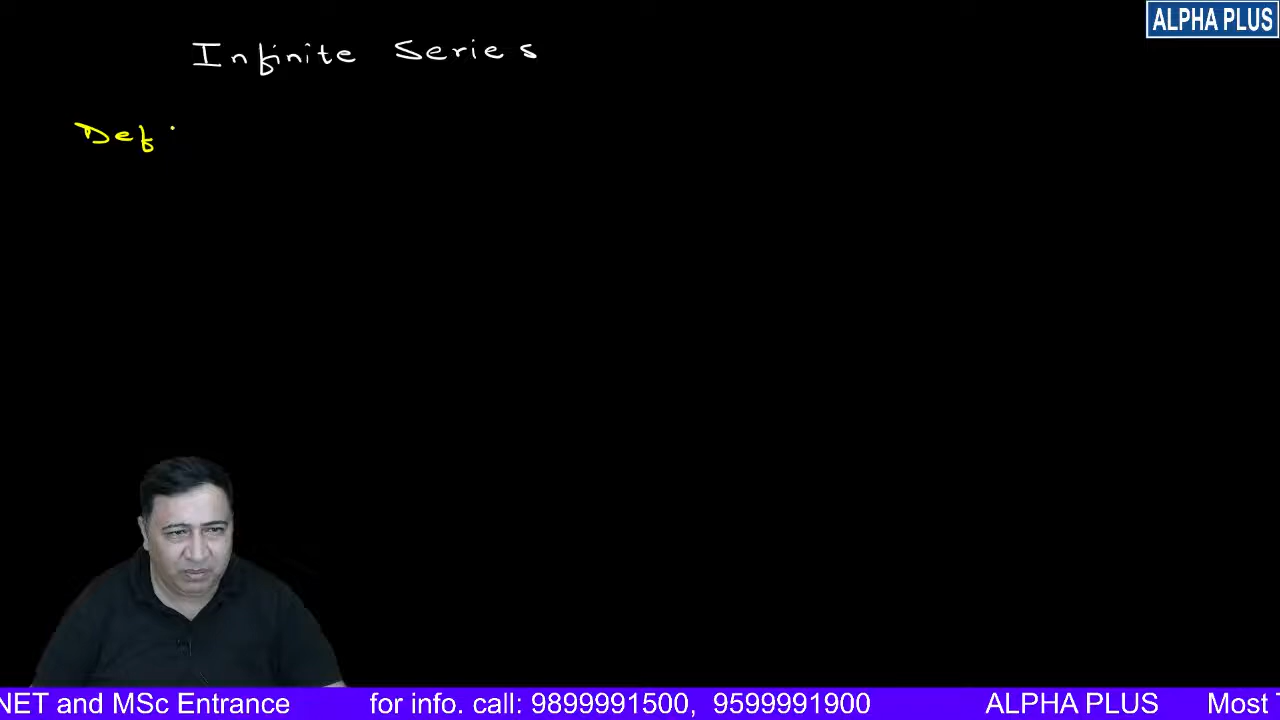 ALPHA PLUS
Infinite Series
Def.
NET and MSc Entrance for info. call: 9899991500, 9599991900 ALPHA PLUS Most